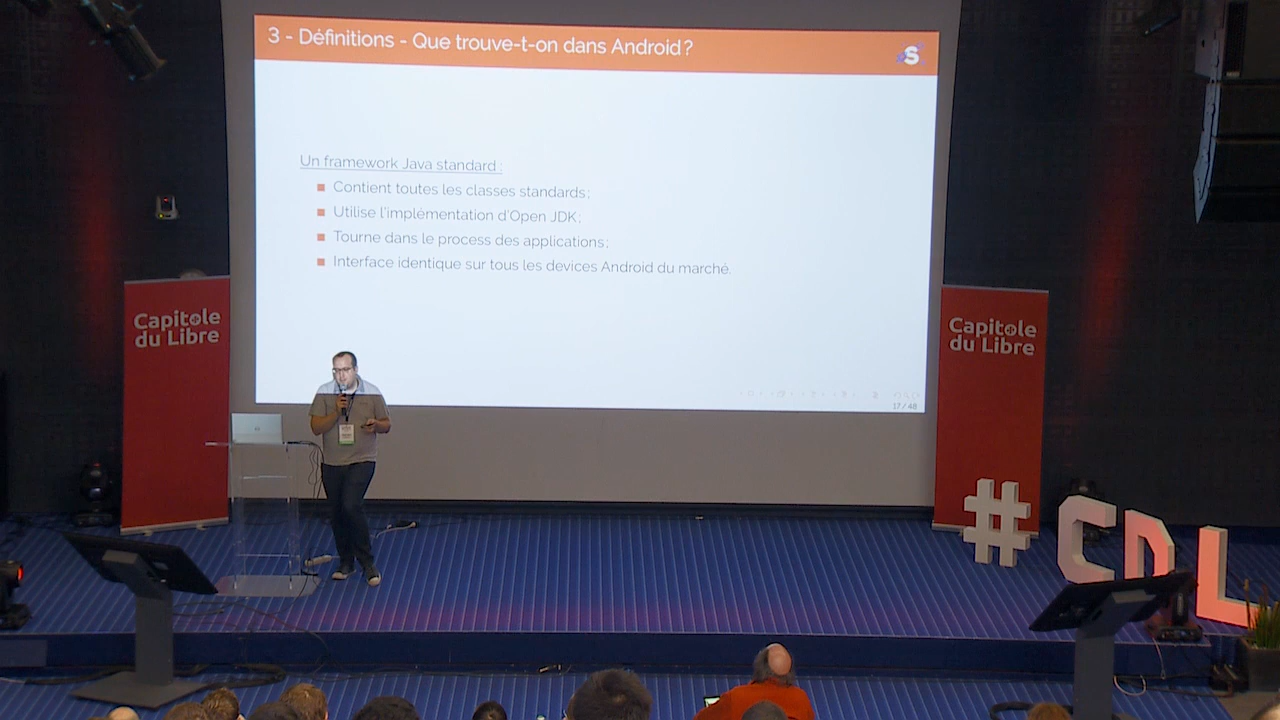 3 - Définitions - Que trouve-t-on dans Android ?
S
Un framework Java standard :
Contient toutes les classes standards ;
Utilise l'implémentation d'Open JDK ;
Tourne dans le process des applications ;
Interface identique sur tous les devices Android du marché.
17 / 48
Capitole
du Libre
Capitole
du Libre
#CDL